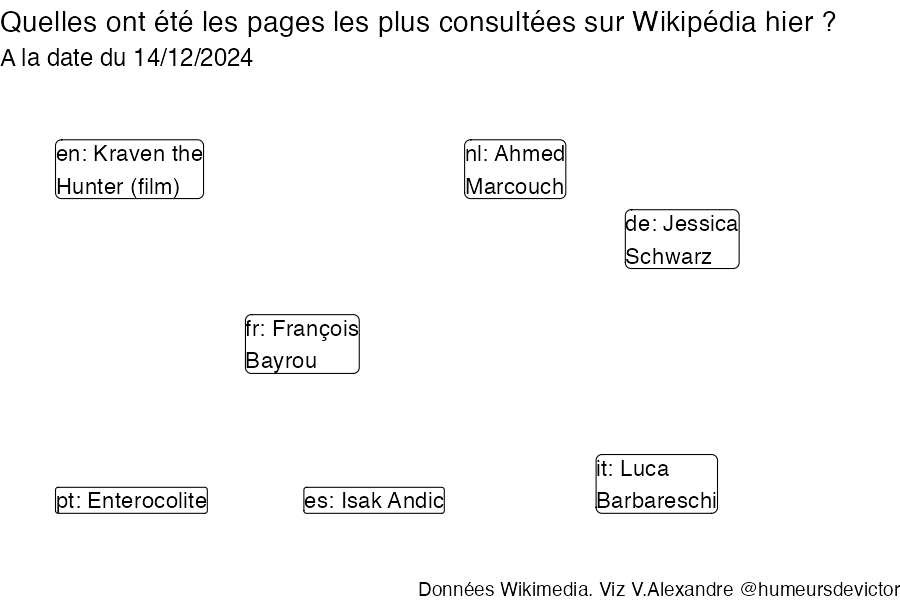 Quelles ont été les pages les plus consultées sur Wikipédia hier ?
A la date du 14/12/2024
en: Kraven the
Hunter (film)
nl: Ahmed
Marcouch
de: Jessica
Schwarz
fr: François
Bayrou
it: Luca
Barbareschi
pt: Enterocolite
es: Isak Andic
Données Wikimedia. Viz V.Alexandre @humeursdevictor